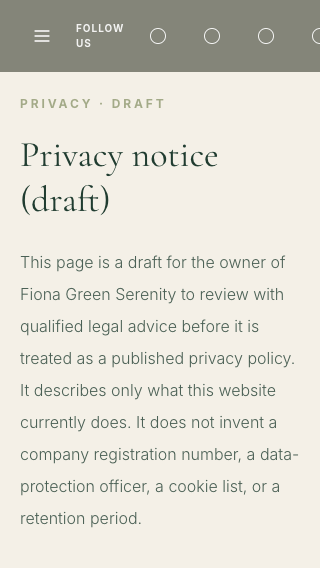 FOLLOW
US
PRIVACY · DRAFT
Privacy notice
(draft)
This page is a draft for the owner of
Fiona Green Serenity to review with
qualified legal advice before it is
treated as a published privacy policy.
It describes only what this website
currently does. It does not invent a
company registration number, a data-
protection officer, a cookie list, or a
retention period.